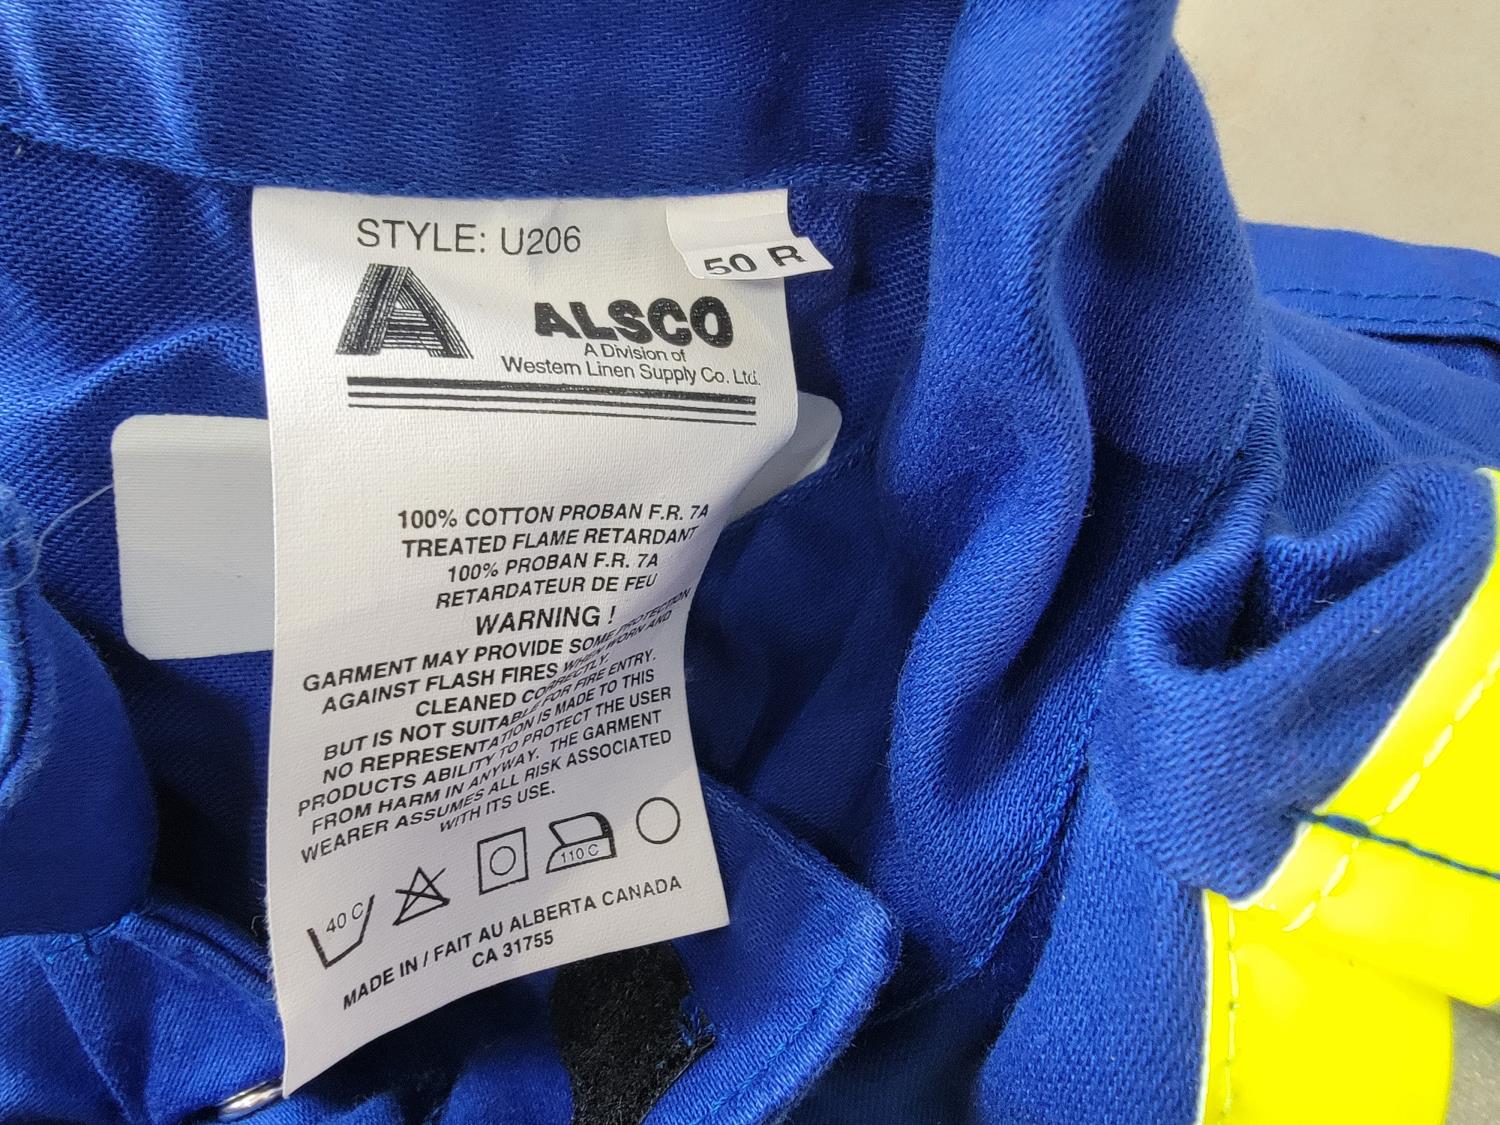 STYLE: U206
50 R
A ALSCO
A Division of
Western Linen Supply Co. Ltd.
100% COTTON PROBAN F.R. 7A
TREATED FLAME RETARDANT
100% PROBAN F.R. 7A
RETARDATEUR DE FEU
WARNING !
GARMENT MAY PROVIDE SOME PROTECTION
AGAINST FLASH FIRES WHEN WORN AND
CLEANED CORRECTLY.
BUT IS NOT SUITABLE FOR FIRE ENTRY.
NO REPRESENTATION IS MADE TO THIS
PRODUCTS ABILITY TO PROTECT THE USER
FROM HARM IN ANYWAY. THE GARMENT
WEARER ASSUMES ALL RISK ASSOCIATED
WITH ITS USE.
40 C
110 C
MADE IN / FAIT AU ALBERTA CANADA
CA 31755